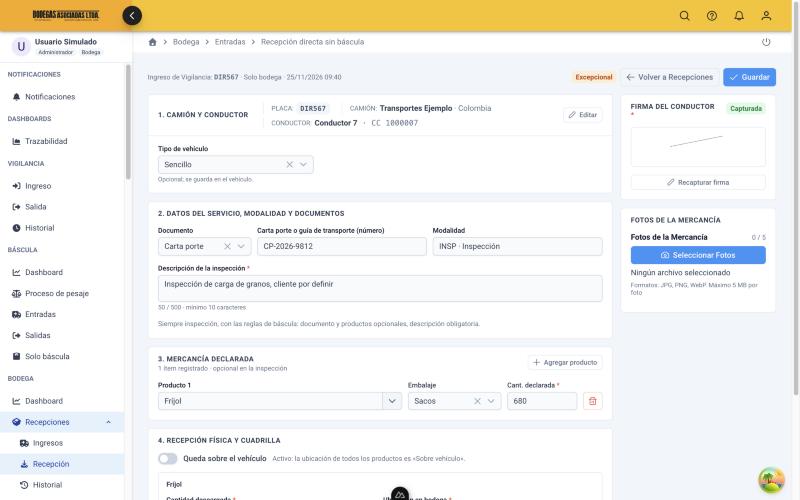 BODEGAS ASOCIADAS LTDA.
U
Usuario Simulado
Administrador
Bodega
NOTIFICACIONES
Notificaciones
DASHBOARDS
Trazabilidad
VIGILANCIA
Ingreso
Salida
Historial
BÁSCULA
Dashboard
Proceso de pesaje
Entradas
Salidas
Solo báscula
BODEGA
Dashboard
Recepciones
Ingresos
Recepción
Historial
Bodega
Entradas
Recepción directa sin báscula
Ingreso de Vigilancia: DIR567 · Solo bodega · 25/11/2026 09:40
Excepcional
Volver a Recepciones
Guardar
1. CAMIÓN Y CONDUCTOR
PLACA: DIR567
CAMIÓN: Transportes Ejemplo · Colombia
CONDUCTOR: Conductor 7 · CC 1000007
Editar
Tipo de vehículo
Sencillo
Opcional; se guarda en el vehículo.
2. DATOS DEL SERVICIO, MODALIDAD Y DOCUMENTOS
Documento
Carta porte o guía de transporte (número)
Modalidad
Carta porte
CP-2026-9812
INSP · Inspección
Descripción de la inspección *
Inspección de carga de granos, cliente por definir
50 / 500 · mínimo 10 caracteres
Siempre inspección, con las reglas de báscula: documento y productos opcionales, descripción obligatoria.
3. MERCANCÍA DECLARADA
1 ítem registrado · opcional en la inspección
Agregar producto
Producto 1
Embalaje
Cant. declarada *
Frijol
Sacos
680
4. RECEPCIÓN FÍSICA Y CUADRILLA
Queda sobre el vehículo
Activo: la ubicación de todos los productos es «Sobre vehículo».
Frijol
FIRMA DEL CONDUCTOR *
Capturada
Recapturar firma
FOTOS DE LA MERCANCÍA
Fotos de la Mercancía
0 / 5
Seleccionar Fotos
Ningún archivo seleccionado
Formatos: JPG, PNG, WebP. Máximo 5 MB por foto